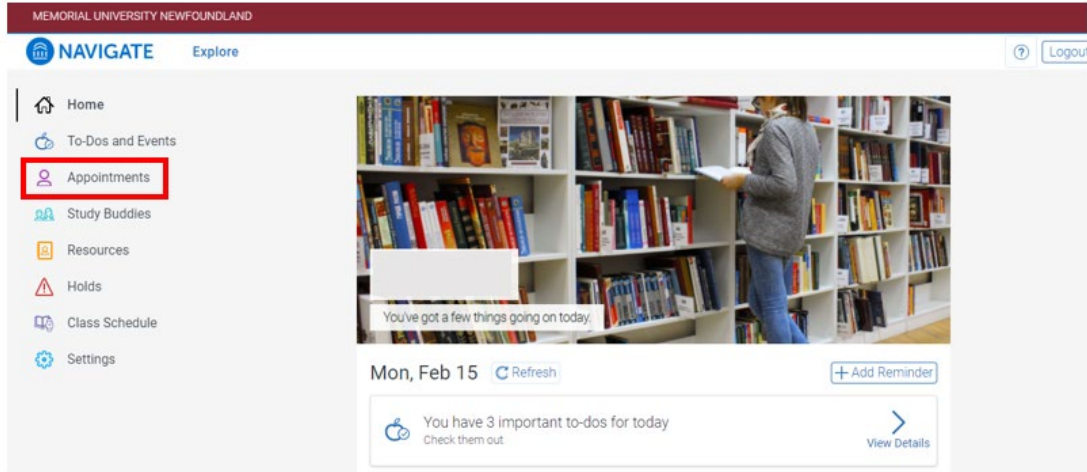 MEMORIAL UNIVERSITY NEWFOUNDLAND
NAVIGATE Explore
? Logout
Home
To-Dos and Events
Appointments
Study Buddies
Resources
Holds
Class Schedule
Settings
You've got a few things going on today.
Mon, Feb 15 Refresh + Add Reminder
You have 3 important to-dos for today
Check them out
View Details